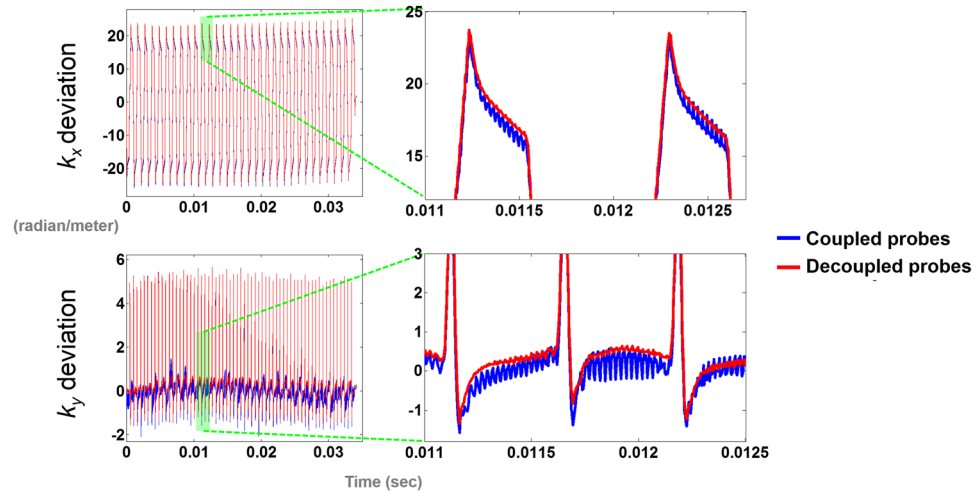 20
10
0
-10
-20
k_x deviation
(radian/meter)
0 0.01 0.02 0.03
25
20
15
0.011 0.0115 0.012 0.0125
Coupled probes
Decoupled probes
6
4
2
0
-2
k_y deviation
0 0.01 0.02 0.03
3
2
1
0
-1
0.011 0.0115 0.012 0.0125
Time (sec)